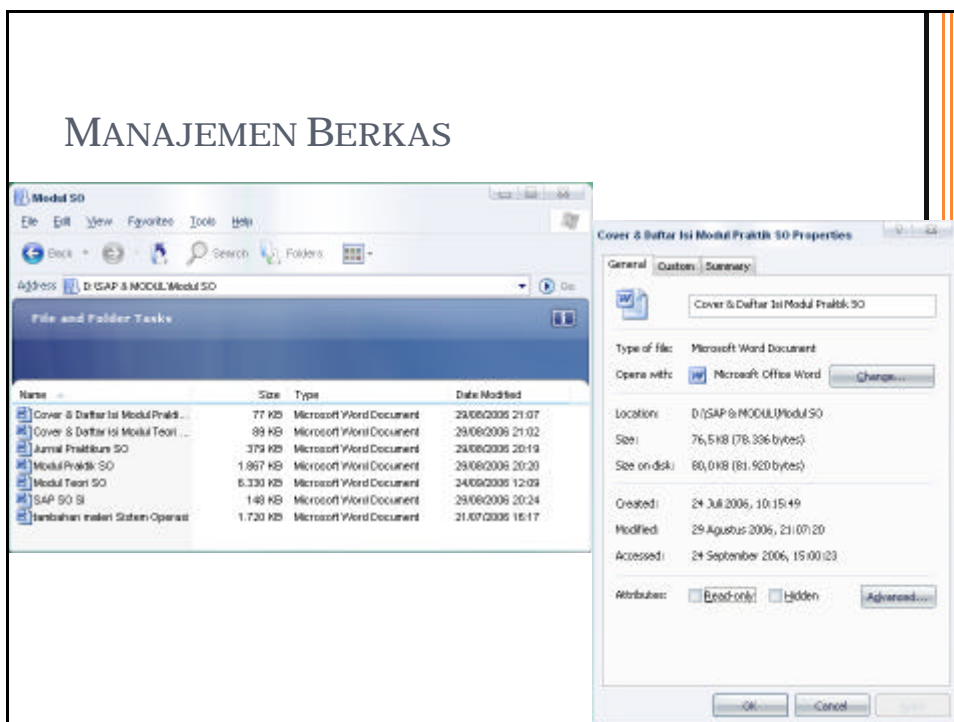 MANAJEMEN BERKAS
Modul SO
File Edit View Favorites Tools Help
Back Search Folders
Address D:\SAP & MODUL\Modul SO Go
File and Folder Tasks
Name Size Type Date Modified
Cover & Daftar Isi Modul Prakti... 77 KB Microsoft Word Document 29/08/2006 21:07
Cover & Daftar Isi Modul Teori ... 89 KB Microsoft Word Document 29/08/2006 21:02
Jurnal Praktikum SO 379 KB Microsoft Word Document 29/08/2006 20:19
Modul Praktik SO 1.867 KB Microsoft Word Document 29/08/2006 20:20
Modul Teori SO 6.330 KB Microsoft Word Document 24/09/2006 12:09
SAP SO SI 148 KB Microsoft Word Document 29/08/2006 20:24
tambahan materi Sistem Operasi 1.720 KB Microsoft Word Document 21/07/2006 16:17
Cover & Daftar Isi Modul Praktik SO Properties
General Custom Summary
Cover & Daftar Isi Modul Praktik SO
Type of file: Microsoft Word Document
Opens with: Microsoft Office Word Change...
Location: D:\SAP & MODUL\Modul SO
Size: 76,5 KB (78.336 bytes)
Size on disk: 80,0 KB (81.920 bytes)
Created: 24 Juli 2006, 10:15:49
Modified: 29 Agustus 2006, 21:07:20
Accessed: 24 September 2006, 15:00:23
Attributes: Read-only Hidden Advanced...
OK Cancel